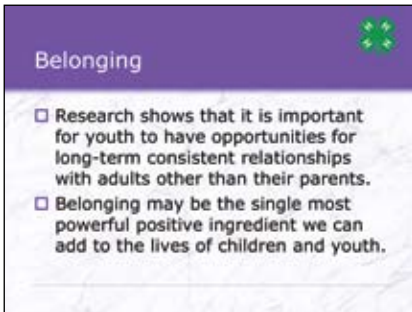 Belonging
Research shows that it is important
for youth to have opportunities for
long-term consistent relationships
with adults other than their parents.
Belonging may be the single most
powerful positive ingredient we can
add to the lives of children and youth.